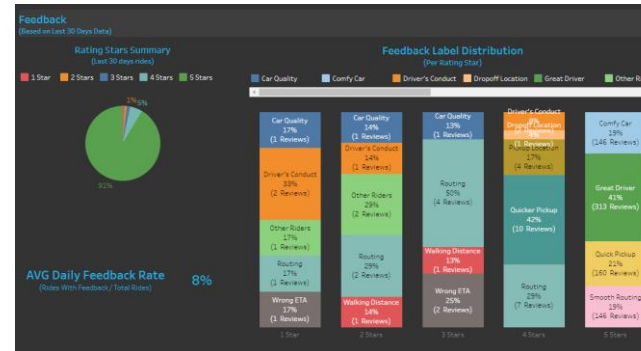 Feedback
(Based on Last 30 Days Data)
Rating Stars Summary
(Last 30 days rides)
1 Star 2 Stars 3 Stars 4 Stars 5 Stars
1% 6%
91%
AVG Daily Feedback Rate
(Rides With Feedback / Total Rides)
8%
Feedback Label Distribution
(Per Rating Star)
Car Quality Comfy Car Driver's Conduct Dropoff Location Great Driver Other R
Car Quality
17%
(1 Reviews)
Driver's Conduct
33%
(2 Reviews)
Other Riders
17%
(1 Reviews)
Routing
17%
(1 Reviews)
Wrong ETA
17%
(1 Reviews)
1 Star
Car Quality
14%
(1 Reviews)
Driver's Conduct
14%
(1 Reviews)
Other Riders
29%
(2 Reviews)
Routing
29%
(2 Reviews)
Walking Distance
14%
(1 Reviews)
2 Stars
Car Quality
13%
(1 Reviews)
Routing
50%
(4 Reviews)
Walking Distance
13%
(1 Reviews)
Wrong ETA
25%
(2 Reviews)
3 Stars
Driver's Conduct
8%
Dropoff Location
4%
(1 Reviews)
Pickup Location
17%
(4 Reviews)
Quicker Pickup
42%
(10 Reviews)
Routing
29%
(7 Reviews)
4 Stars
Comfy Car
19%
(146 Reviews)
Great Driver
41%
(313 Reviews)
Quick Pickup
21%
(160 Reviews)
Smooth Routing
19%
(146 Reviews)
5 Stars